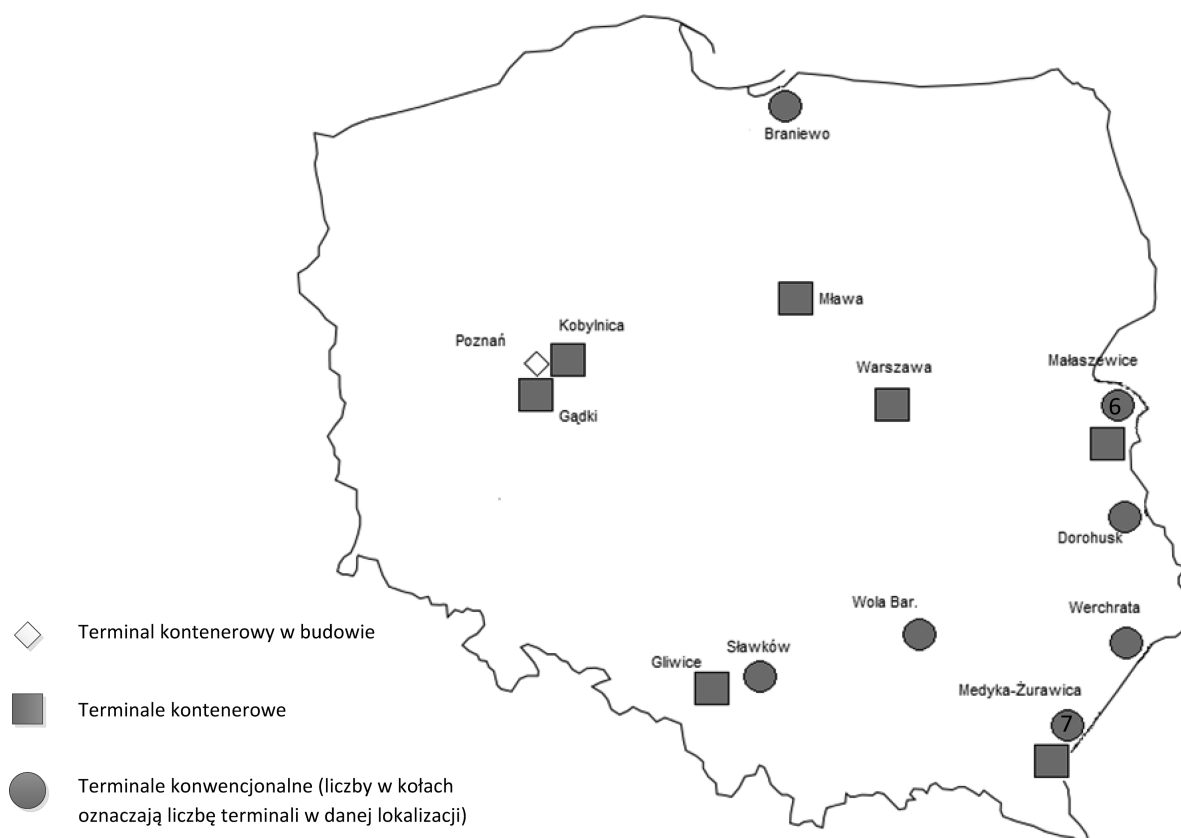 Braniewo
Mława
Kobylnica
Poznań
Gądki
Warszawa
Małaszewice
6
Dorohusk
Wola Bar.
Werchrata
Sławków
Gliwice
Medyka-Żurawica
7
Terminal kontenerowy w budowie
Terminale kontenerowe
Terminale konwencjonalne (liczby w kołach
oznaczają liczbę terminali w danej lokalizacji)